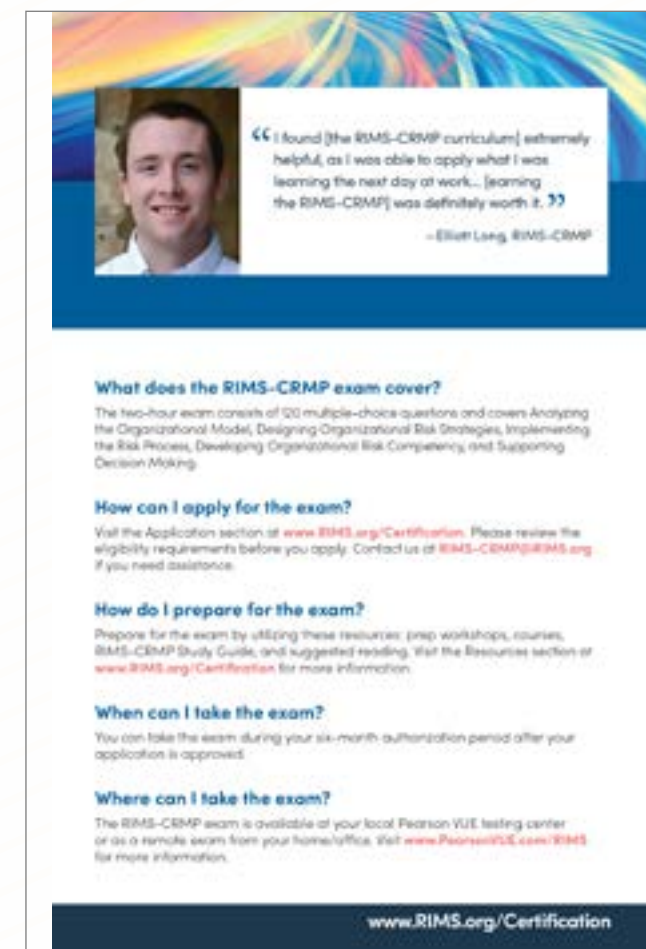 “ I found [the RIMS-CRMP curriculum] extremely
helpful, as I was able to apply what I was
learning the next day at work... [earning
the RIMS-CRMP] was definitely worth it. ”
– Elliott Long, RIMS-CRMP
What does the RIMS-CRMP exam cover?
The two-hour exam consists of 120 multiple-choice questions and covers Analyzing
the Organizational Model, Designing Organizational Risk Strategies, Implementing
the Risk Process, Developing Organizational Risk Competency, and Supporting
Decision Making.
How can I apply for the exam?
Visit the Application section at www.RIMS.org/Certification. Please review the
eligibility requirements before you apply. Contact us at RIMS-CRMP@RIMS.org
if you need assistance.
How do I prepare for the exam?
Prepare for the exam by utilizing these resources: prep workshops, courses,
RIMS-CRMP Study Guide, and suggested reading. Visit the Resources section at
www.RIMS.org/Certification for more information.
When can I take the exam?
You can take the exam during your six-month authorization period after your
application is approved.
Where can I take the exam?
The RIMS-CRMP exam is available at your local Pearson VUE testing center
or as a remote exam from your home/office. Visit www.PearsonVUE.com/RIMS
for more information.
www.RIMS.org/Certification